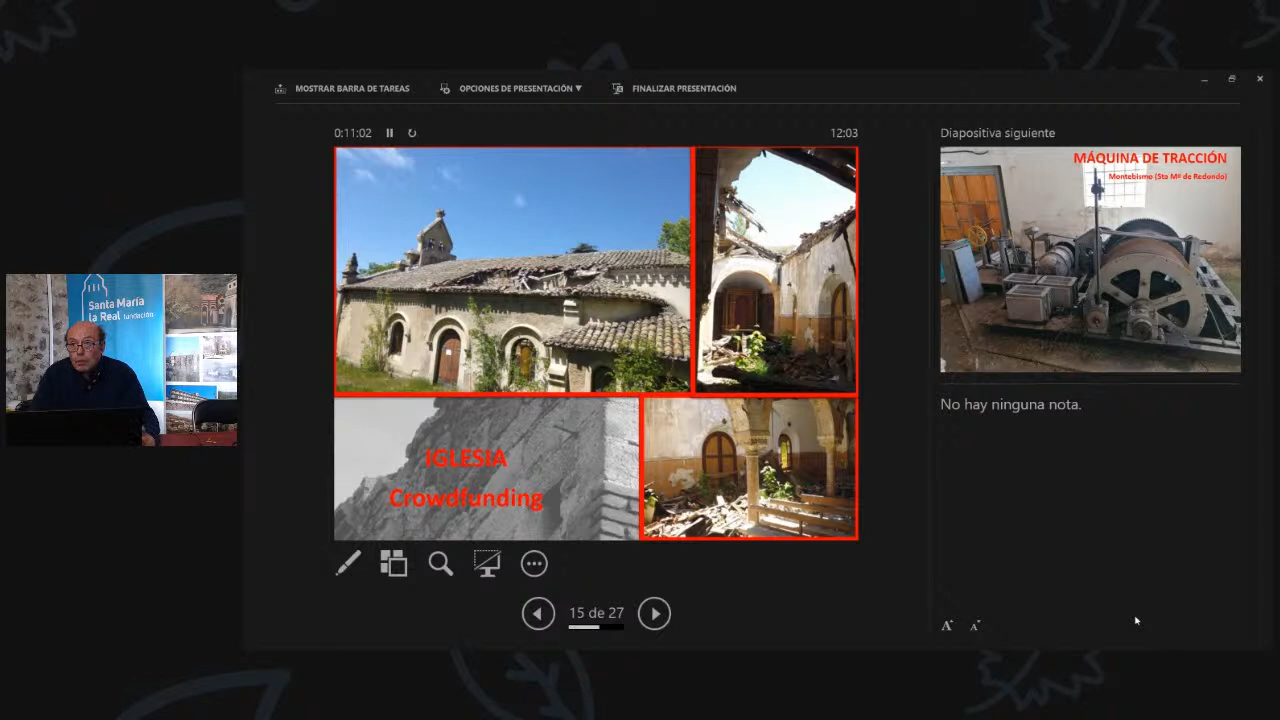 MOSTRAR BARRA DE TAREAS
OPCIONES DE PRESENTACIÓN ▼
FINALIZAR PRESENTACIÓN
0:11:02
12:03
Diapositiva siguiente
MÁQUINA DE TRACCIÓN
Montebismo (Sta Mª de Redondo)
Santa María
la Real fundación
IGLESIA
Crowdfunding
No hay ninguna nota.
15 de 27
A
A